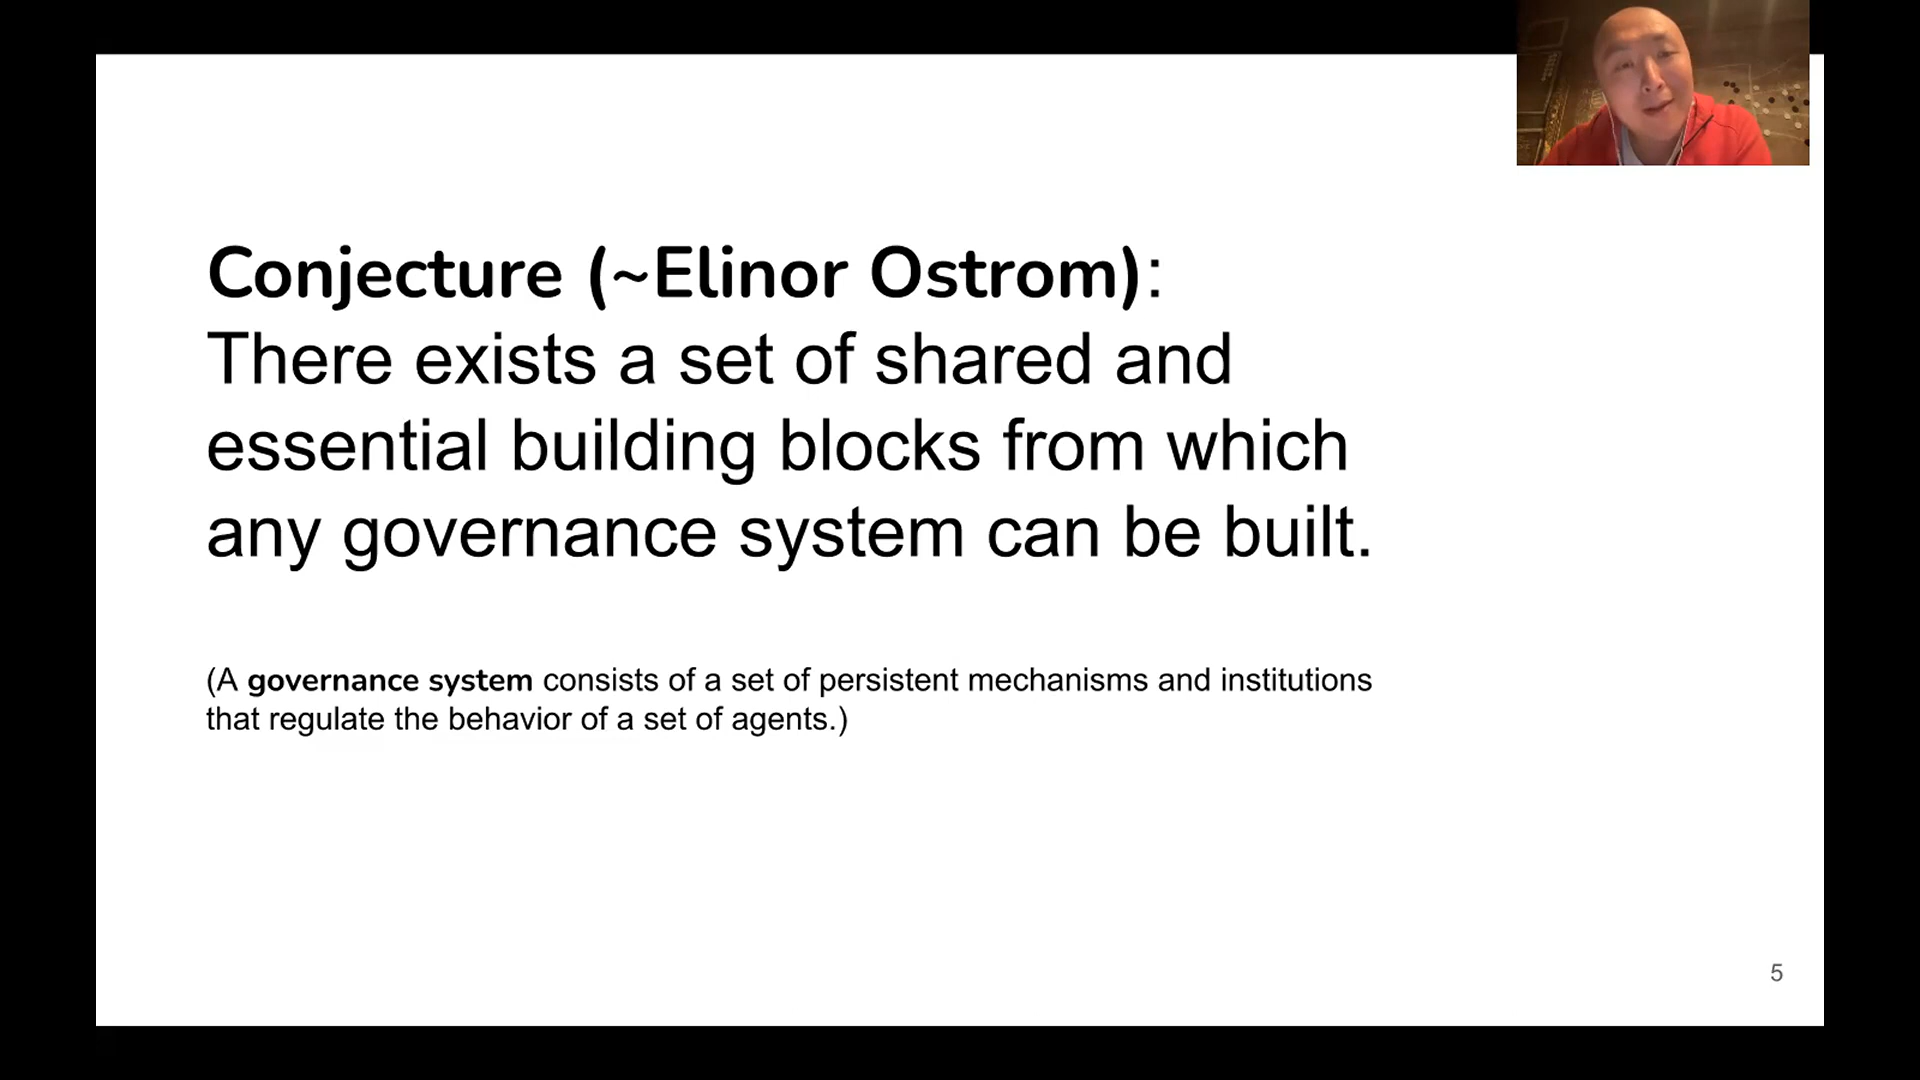 Conjecture (~Elinor Ostrom):
There exists a set of shared and
essential building blocks from which
any governance system can be built.
(A governance system consists of a set of persistent mechanisms and institutions
that regulate the behavior of a set of agents.)
5